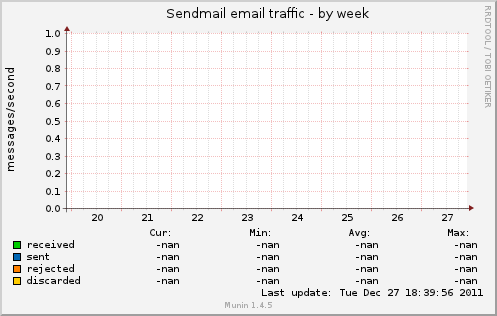 Sendmail email traffic - by week
RRDTOOL / TOBI OETIKER
messages/second
1.0
0.9
0.8
0.7
0.6
0.5
0.4
0.3
0.2
0.1
0.0
20 21 22 23 24 25 26 27
Cur: Min: Avg: Max:
received -nan -nan -nan -nan
sent -nan -nan -nan -nan
rejected -nan -nan -nan -nan
discarded -nan -nan -nan -nan
Last update: Tue Dec 27 18:39:56 2011
Munin 1.4.5